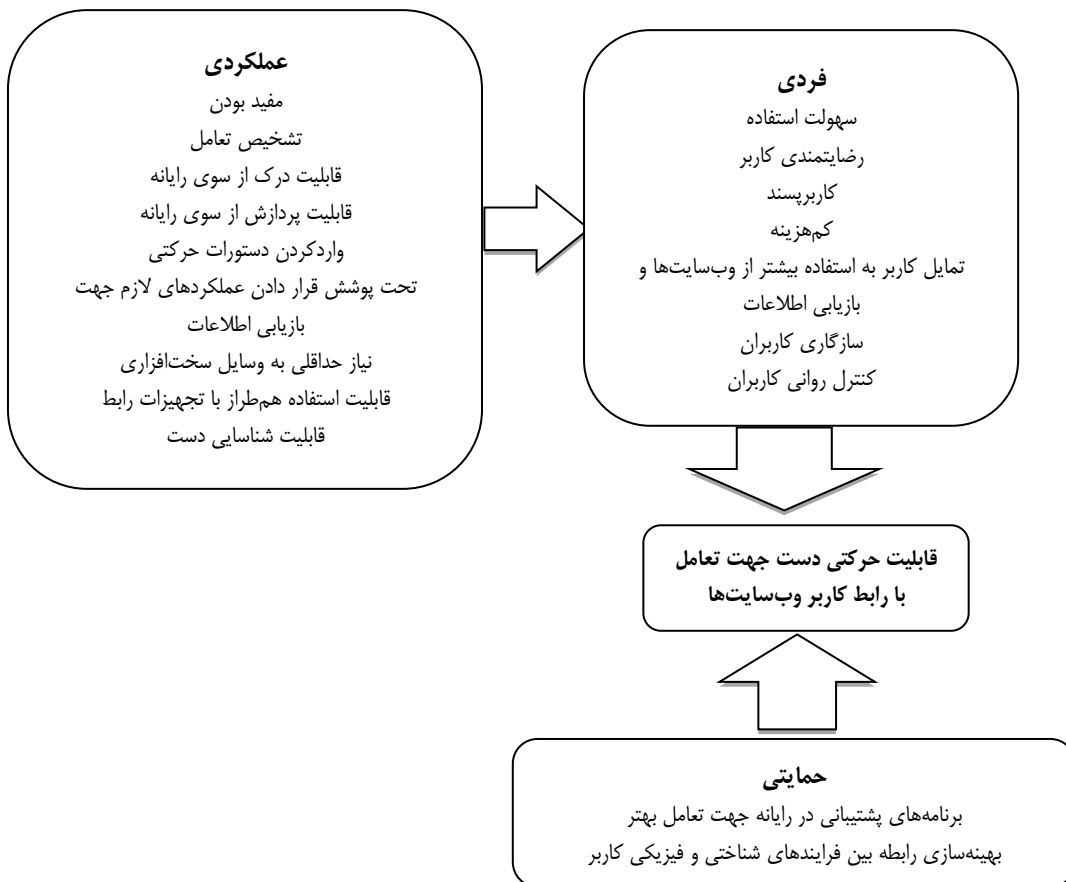 عملکردی
مفید بودن
تشخیص تعامل
قابلیت درک از سوی رایانه
قابلیت پردازش از سوی رایانه
واردکردن دستورات حرکتی
تحت پوشش قرار دادن عملکردهای لازم جهت
بازیابی اطلاعات
نیاز حداقلی به وسایل سخت‌افزاری
قابلیت استفاده هم‌طراز با تجهیزات رابط
قابلیت شناسایی دست
فردی
سهولت استفاده
رضایتمندی کاربر
کاربرپسند
کم‌هزینه
تمایل کاربر به استفاده بیشتر از وب‌سایت‌ها و
بازیابی اطلاعات
سازگاری کاربران
کنترل روانی کاربران
قابلیت حرکتی دست جهت تعامل
با رابط کاربر وب‌سایت‌ها
حمایتی
برنامه‌های پشتیبانی در رایانه جهت تعامل بهتر
بهینه‌سازی رابطه بین فرایندهای شناختی و فیزیکی کاربر